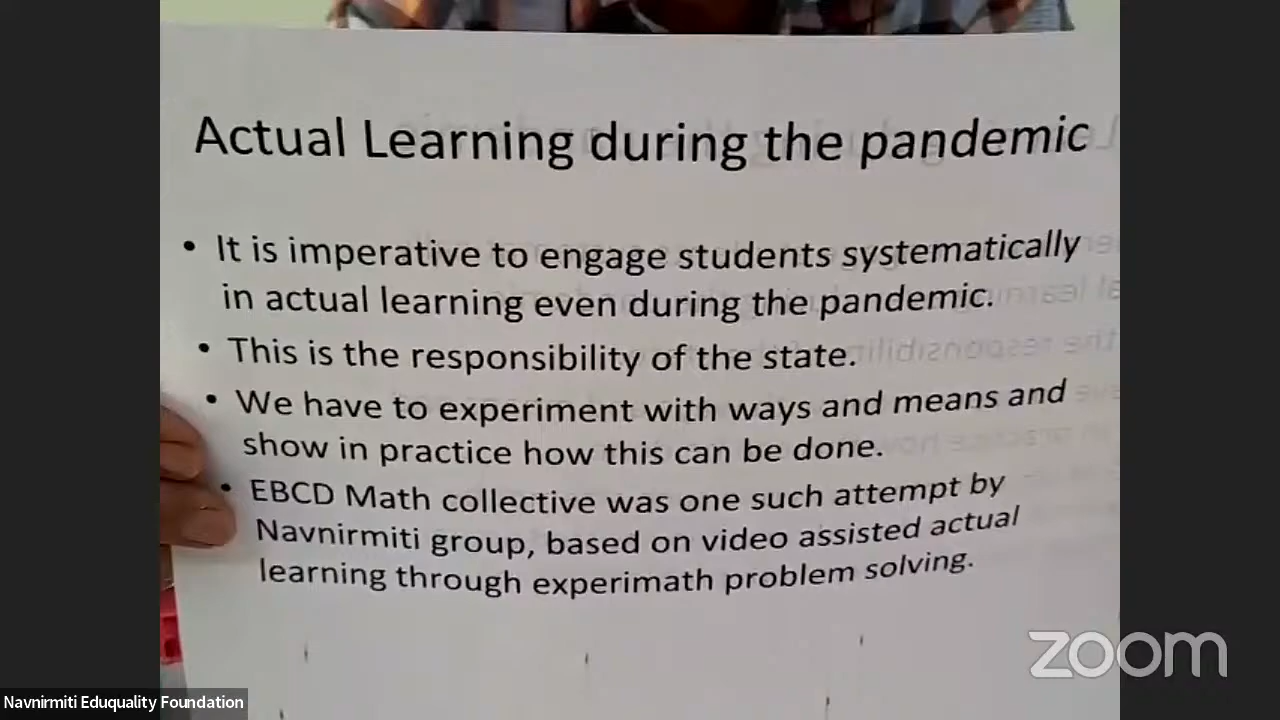 Actual Learning during the pandemic
• It is imperative to engage students systematically
in actual learning even during the pandemic.
• This is the responsibility of the state.
• We have to experiment with ways and means and
show in practice how this can be done.
• EBCD Math collective was one such attempt by
Navnirmiti group, based on video assisted actual
learning through experimath problem solving.
zoom
Navnirmiti Eduquality Foundation